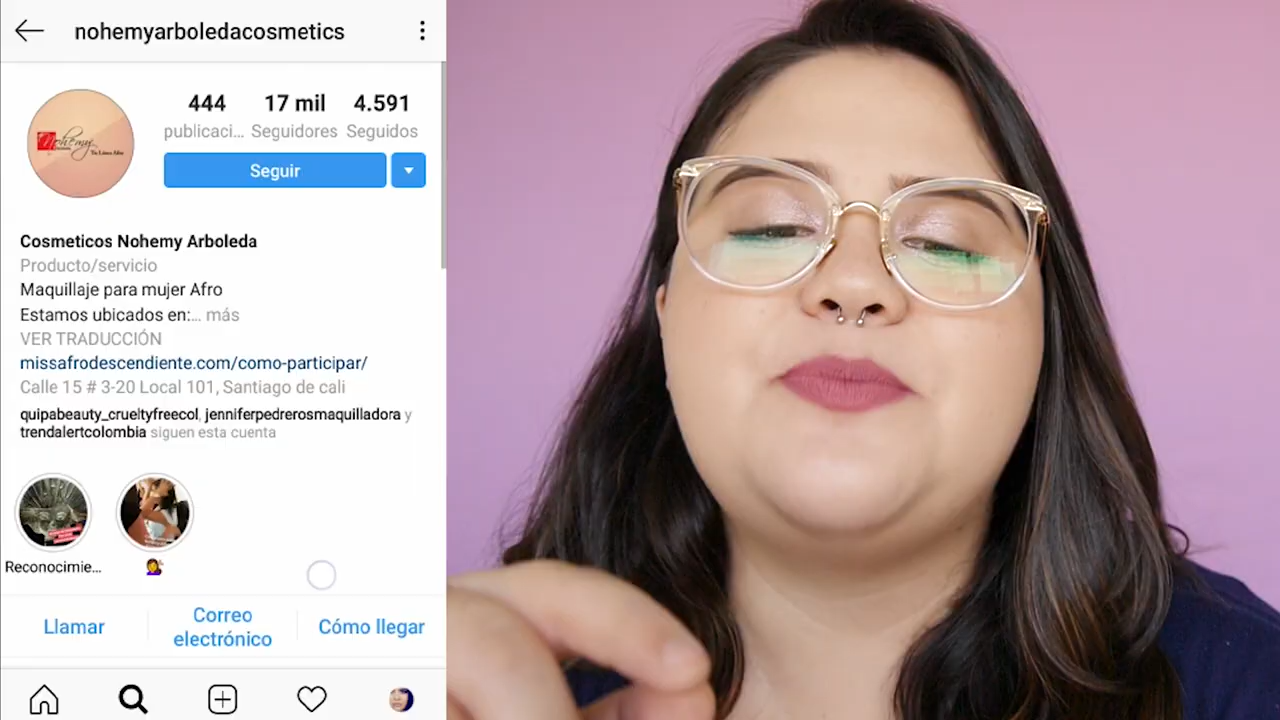 nohemyarboledacosmetics
444 17 mil 4.591
publicaci... Seguidores Seguidos
Seguir
Nohemy
Cosmeticos Nohemy Arboleda
Producto/servicio
Maquillaje para mujer Afro
Estamos ubicados en:... más
VER TRADUCCIÓN
missafrodescendiente.com/como-participar/
Calle 15 # 3-20 Local 101, Santiago de cali
quipabeauty_crueltyfreecol, jenniferpedrerosmaquilladora y
trendalertcolombia siguen esta cuenta
Reconocimie...
Llamar
Correo
electrónico
Cómo llegar